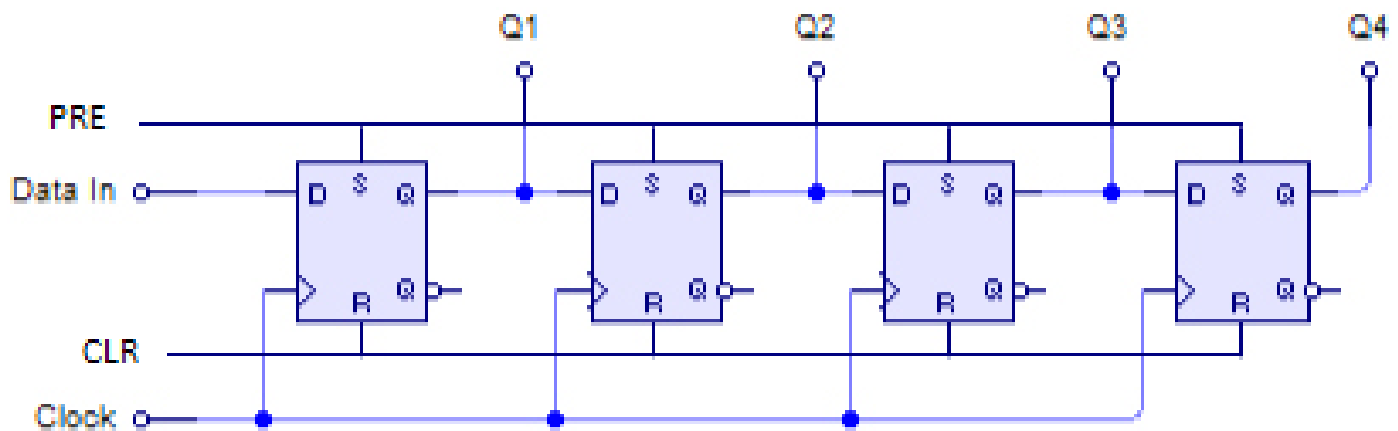 Q1 Q2 Q3 Q4
PRE
Data In
D S Q D S Q D S Q D S Q
R Q R Q R Q R Q
CLR
Clock